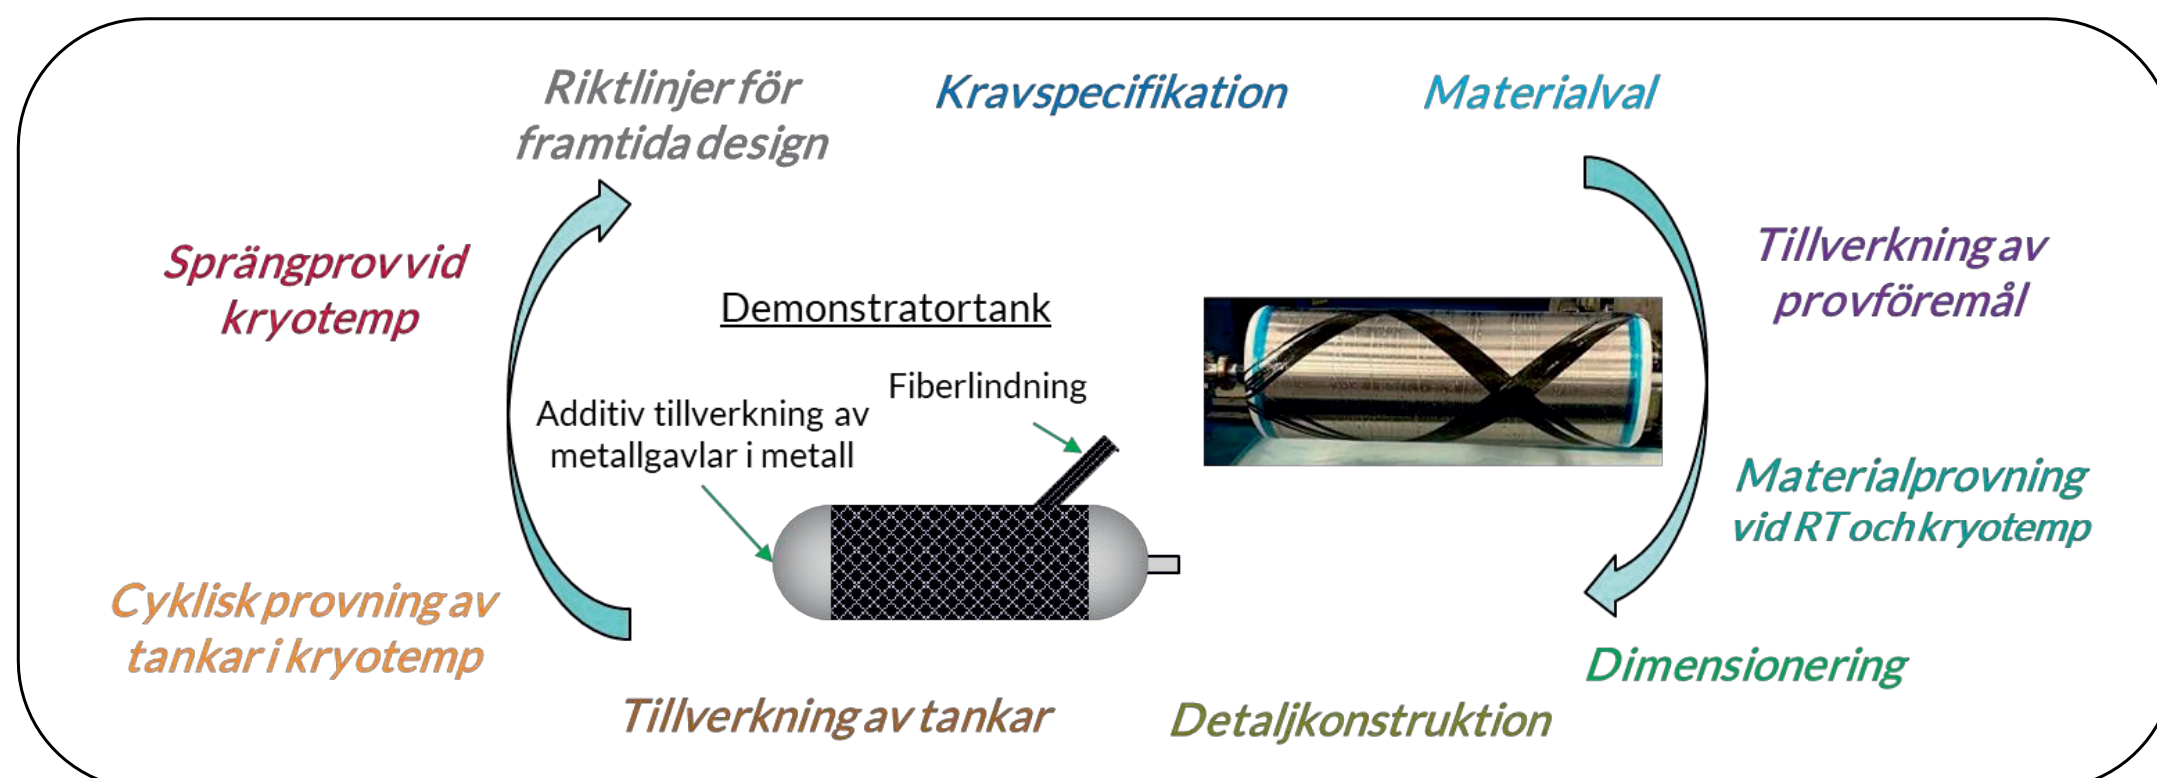 Riktlinjer för
framtida design
Kravspecifikation
Materialval
Tillverkning av
provföremål
Sprängprov vid
kryotemp
Demonstratortank
Fiberlindning
Additiv tillverkning av
metallgavlar i metall
Materialprovning
vid RT och kryotemp
Cyklisk provning av
tankar i kryotemp
Dimensionering
Tillverkning av tankar
Detaljkonstruktion